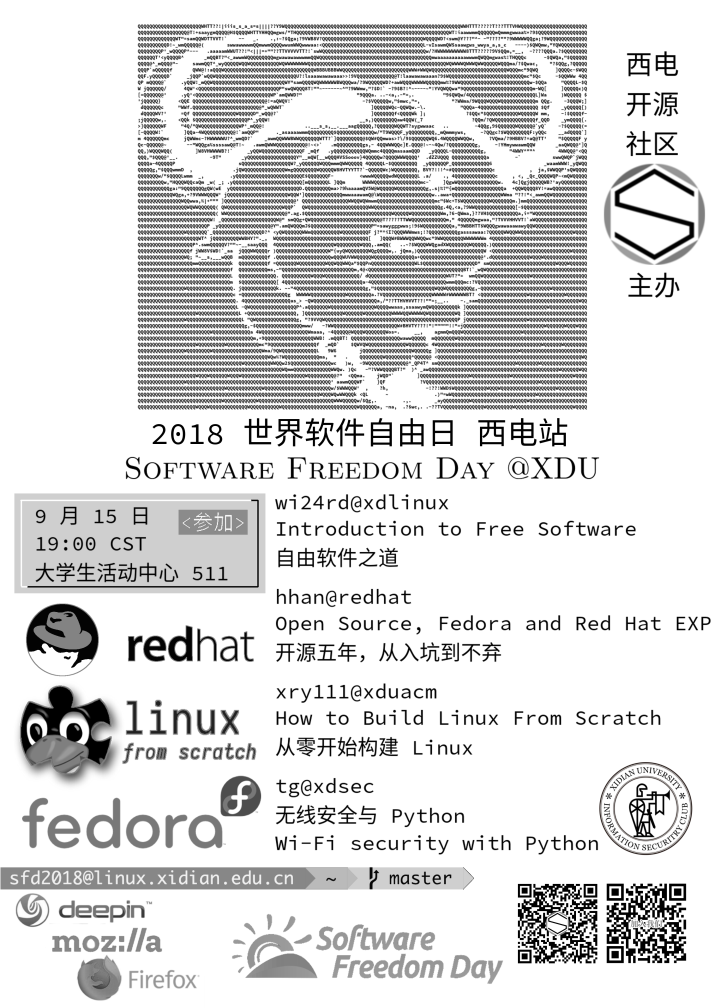 西电
开源
社区
主办
2018 世界软件自由日 西电站
Software Freedom Day @XDU
9 月 15 日 <参加>
19:00 CST
大学生活动中心 511
wi24rd@xdlinux
Introduction to Free Software
自由软件之道
hhan@redhat
Open Source, Fedora and Red Hat EXP
开源五年，从入坑到不弃
xry111@xduacm
How to Build Linux From Scratch
从零开始构建 Linux
tg@xdsec
无线安全与 Python
Wi-Fi security with Python
redhat
linux
from scratch
fedora
XIDIAN UNIVERSITY
INFORMATION SECURITRY CLUB
sfd2018@linux.xidian.edu.cn ~ master
deepin™
moz://a
Firefox
Software
Freedom Day